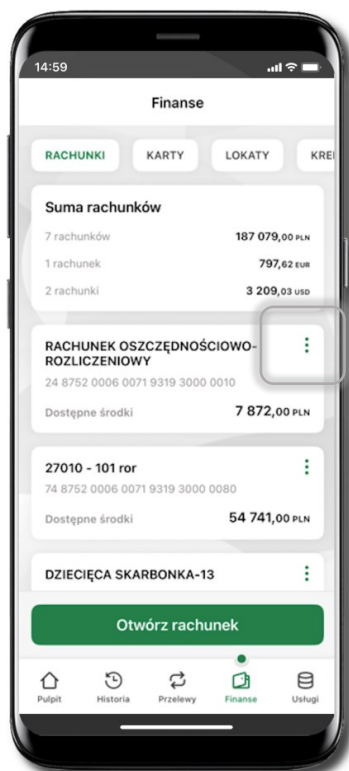 14:59
Finanse
RACHUNKI KARTY LOKATY KRE
Suma rachunków
7 rachunków 187 079,00 PLN
1 rachunek 797,62 EUR
2 rachunki 3 209,03 USD
RACHUNEK OSZCZĘDNOŚCIOWO-
ROZLICZENIOWY
24 8752 0006 0071 9319 3000 0010
Dostępne środki 7 872,00 PLN
27010 - 101 ror
74 8752 0006 0071 9319 3000 0080
Dostępne środki 54 741,00 PLN
DZIECIĘCA SKARBONKA-13
Otwórz rachunek
Pulpit Historia Przelewy Finanse Usługi